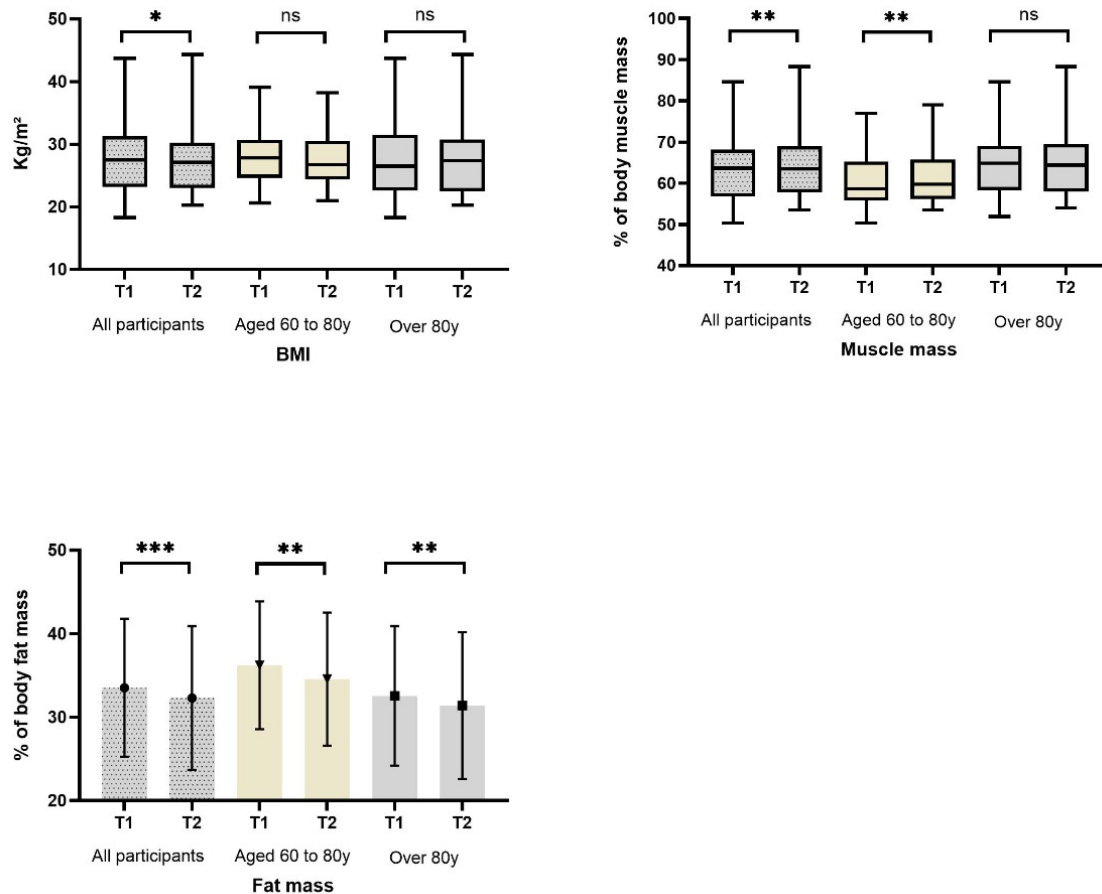 50
40
30
20
10
Kg/m²
* ns ns
T1 T2 T1 T2 T1 T2
All participants Aged 60 to 80y Over 80y
BMI
100
90
80
70
60
50
40
% of body muscle mass
** ** ns
T1 T2 T1 T2 T1 T2
All participants Aged 60 to 80y Over 80y
Muscle mass
50
40
30
20
% of body fat mass
*** ** **
T1 T2 T1 T2 T1 T2
All participants Aged 60 to 80y Over 80y
Fat mass